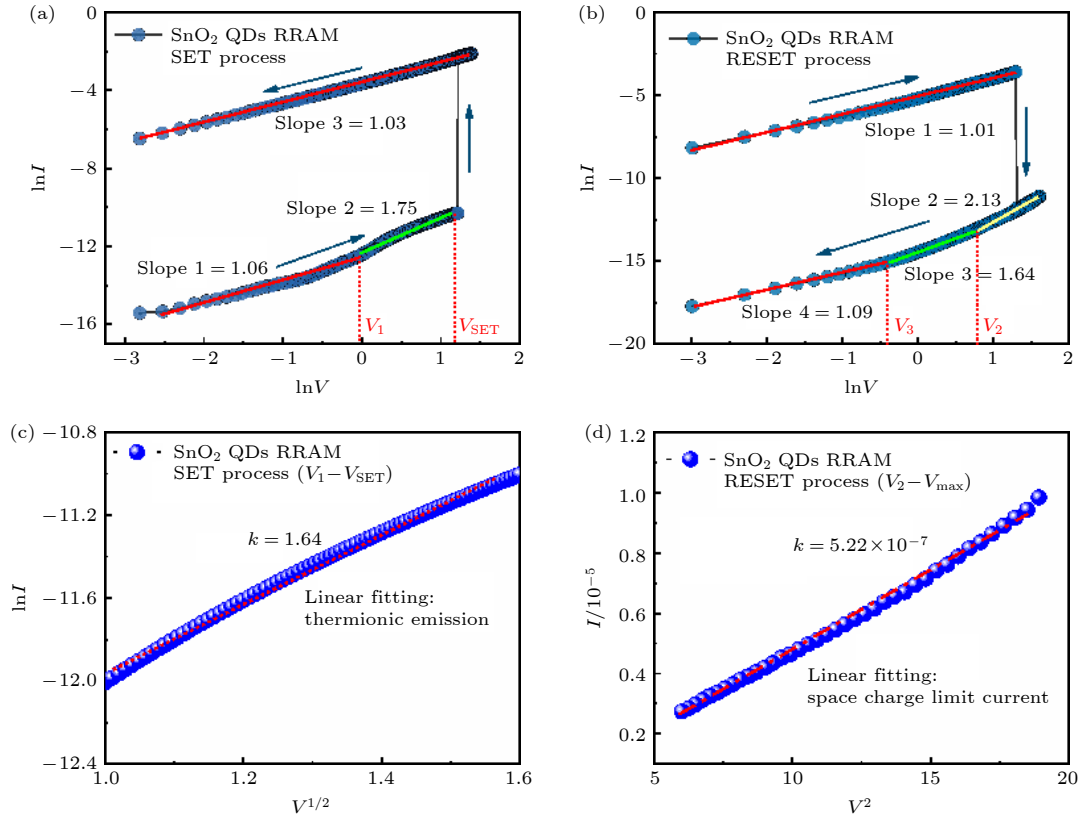 (a)
0
−4
−8
−12
−16
lnI
SnO₂ QDs RRAM
SET process
Slope 3 = 1.03
Slope 2 = 1.75
Slope 1 = 1.06
V₁
V_SET
−3
−2
−1
0
1
2
lnV
(b)
0
−5
−10
−15
−20
lnI
SnO₂ QDs RRAM
RESET process
Slope 1 = 1.01
Slope 2 = 2.13
Slope 3 = 1.64
Slope 4 = 1.09
V₃
V₂
−3
−2
−1
0
1
2
lnV
(c)
−10.8
−11.2
−11.6
−12.0
−12.4
lnI
SnO₂ QDs RRAM
SET process (V₁−V_SET)
k = 1.64
Linear fitting:
thermionic emission
1.0
1.2
1.4
1.6
V^1/2
(d)
1.2
1.0
0.8
0.6
0.4
0.2
I/10⁻⁵
SnO₂ QDs RRAM
RESET process (V₂−V_max)
k = 5.22×10⁻⁷
Linear fitting:
space charge limit current
5
10
15
20
V²